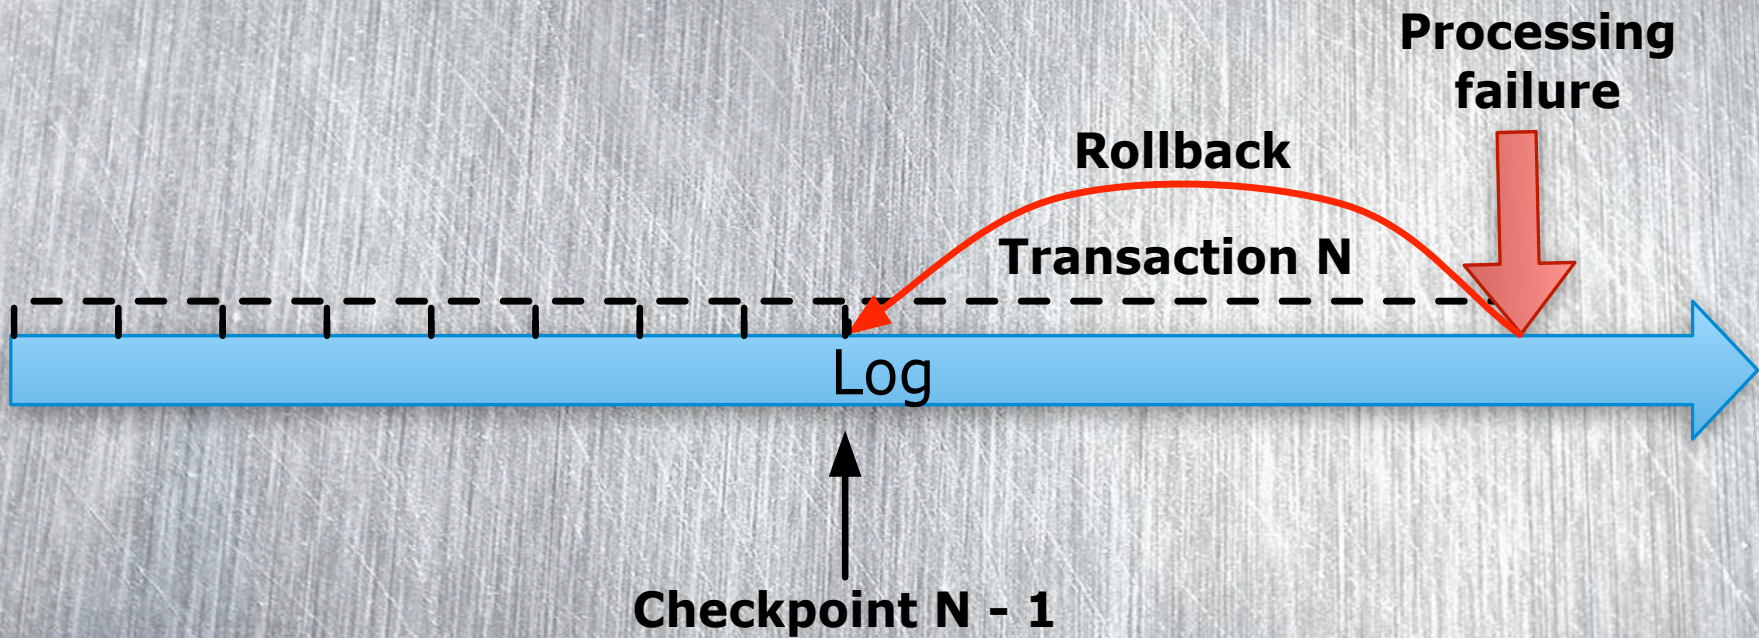 Processing
failure
Rollback
Transaction N
Log
Checkpoint N - 1